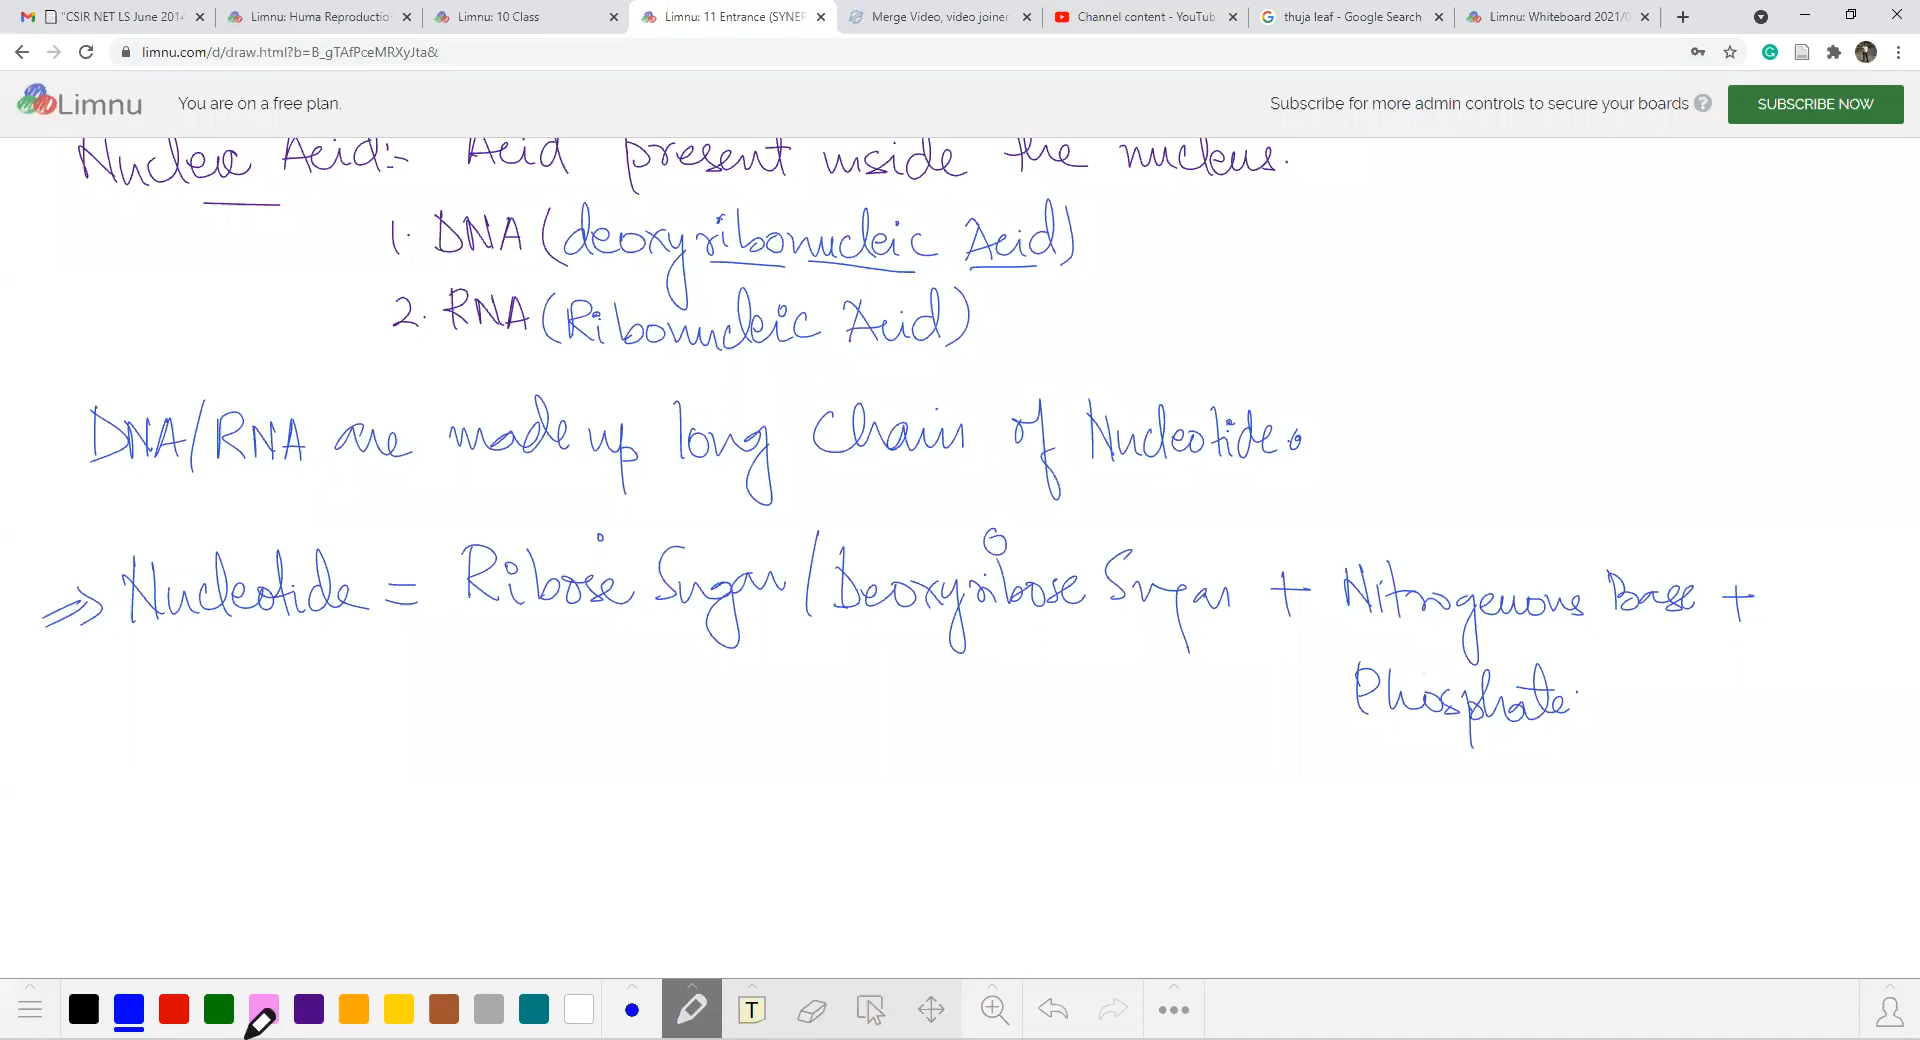 "CSIR NET LS June 2014
Limnu: Huma Reproductio
Limnu: 10 Class
Limnu: 11 Entrance (SYNER
Merge Video, video joiner
Channel content - YouTub
thuja leaf - Google Search
Limnu: Whiteboard 2021/0
limnu.com/d/draw.html?b=B_gTAfPceMRXyJta&
Limnu
You are on a free plan.
Subscribe for more admin controls to secure your boards ?
SUBSCRIBE NOW
Nucleic Acid:- Acid present inside the nucleus.
1. DNA (deoxyribonucleic Acid)
2. RNA (Ribonucleic Acid)
DNA/RNA are made up long Chain of Nucleotide.
⇒ Nucleotide = Ribose Sugar / Deoxyribose Sugar + Nitrogenous Base +
Phosphate.
T